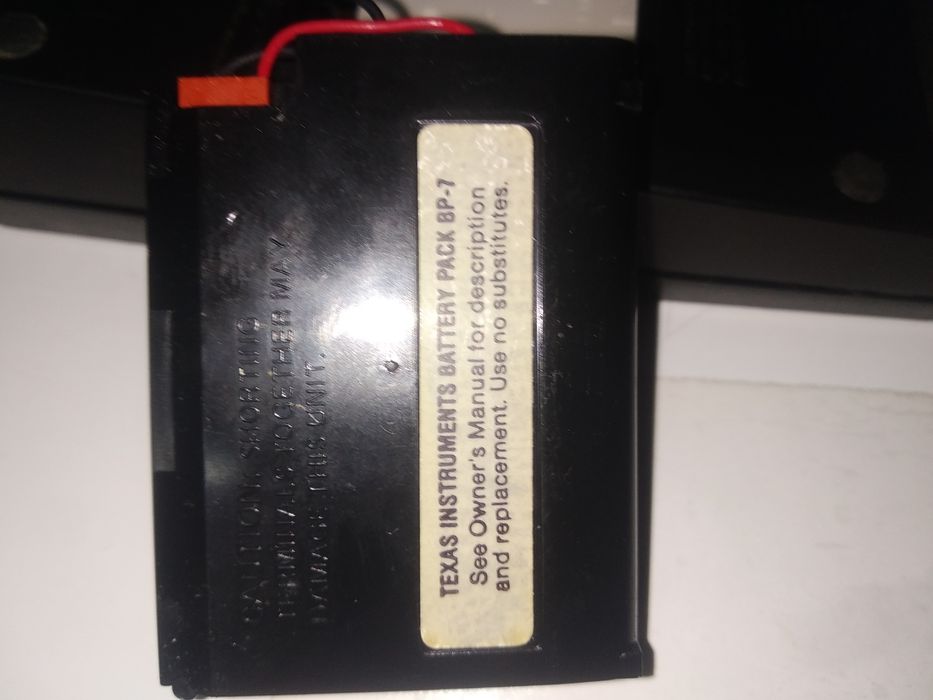 TEXAS INSTRUMENTS BATTERY PACK BP-7
See Owner's Manual for description
and replacement. Use no substitutes.
CAUTION: SHORTING
TERMINALS TOGETHER MAY
DAMAGE THIS UNIT.